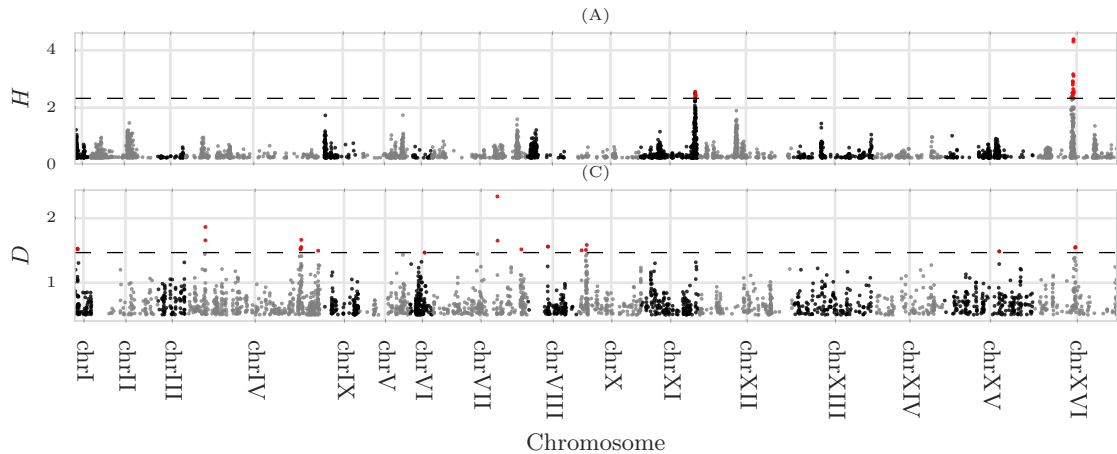 (A)
4
2
0
H
(C)
2
1
D
chrI
chrII
chrIII
chrIV
chrIX
chrV
chrVI
chrVII
chrVIII
chrX
chrXI
chrXII
chrXIII
chrXIV
chrXV
chrXVI
Chromosome